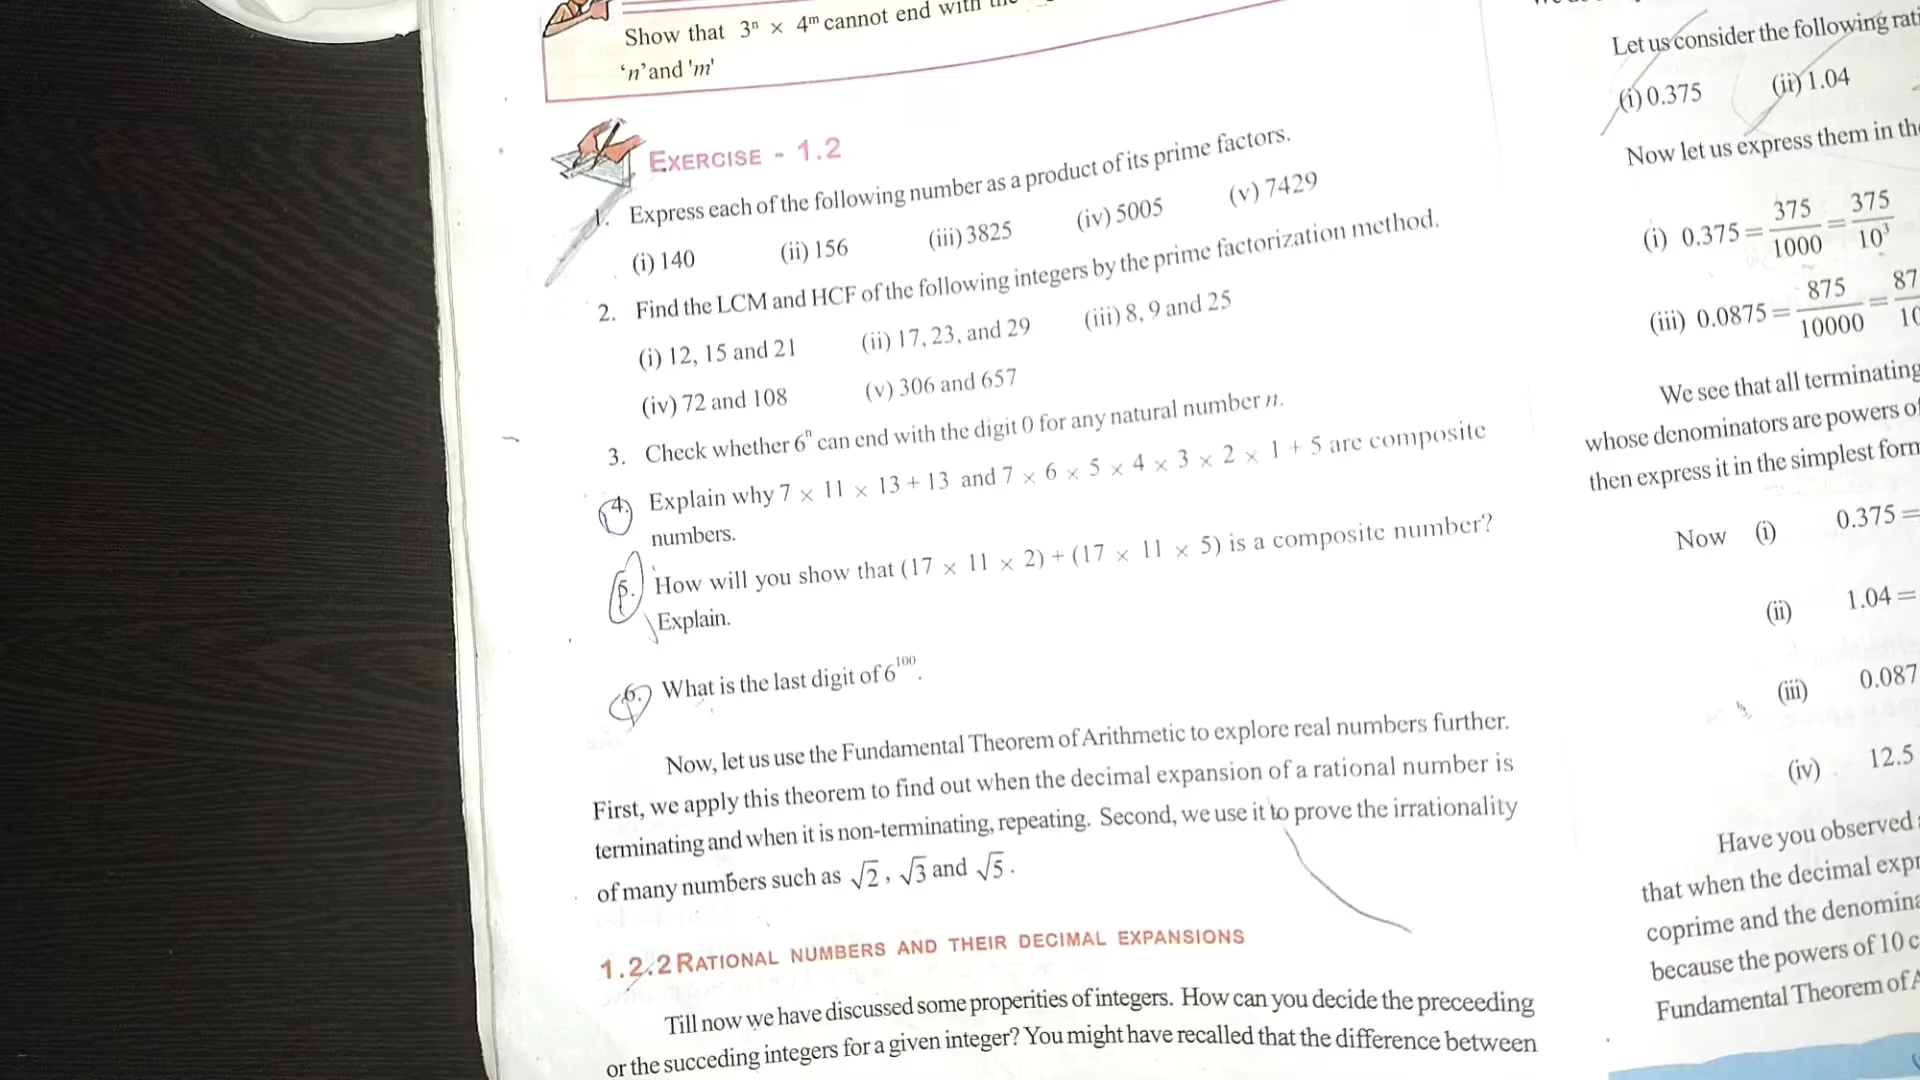 Show that 3ⁿ × 4ᵐ cannot end with
‘n’ and 'm'
EXERCISE - 1.2
1. Express each of the following number as a product of its prime factors.
(i) 140 (ii) 156 (iii) 3825 (iv) 5005 (v) 7429
2. Find the LCM and HCF of the following integers by the prime factorization method.
(i) 12, 15 and 21 (ii) 17, 23, and 29 (iii) 8, 9 and 25
(iv) 72 and 108 (v) 306 and 657
3. Check whether 6ⁿ can end with the digit 0 for any natural number n.
4. Explain why 7 × 11 × 13 + 13 and 7 × 6 × 5 × 4 × 3 × 2 × 1 + 5 are composite
numbers.
5. How will you show that (17 × 11 × 2) + (17 × 11 × 5) is a composite number?
Explain.
6. What is the last digit of 6¹⁰⁰.
Now, let us use the Fundamental Theorem of Arithmetic to explore real numbers further.
First, we apply this theorem to find out when the decimal expansion of a rational number is
terminating and when it is non-terminating, repeating. Second, we use it to prove the irrationality
of many numbers such as √2, √3 and √5.
1.2.2 RATIONAL NUMBERS AND THEIR DECIMAL EXPANSIONS
Till now we have discussed some properities of integers. How can you decide the preceeding
or the succeding integers for a given integer? You might have recalled that the difference between
Let us consider the following
(i) 0.375 (ii) 1.04
Now let us express them in
(i) 0.375 = 375/1000 = 375/10³
(iii) 0.0875 = 875/10000 =
We see that all terminating
whose denominators are powers
then express it in the simplest
Now (i) 0.375 =
(ii) 1.04 =
(iii) 0.087
(iv) 12.5
Have you observed
that when the decimal
coprime and the
because the powers of 10
Fundamental Theorem of